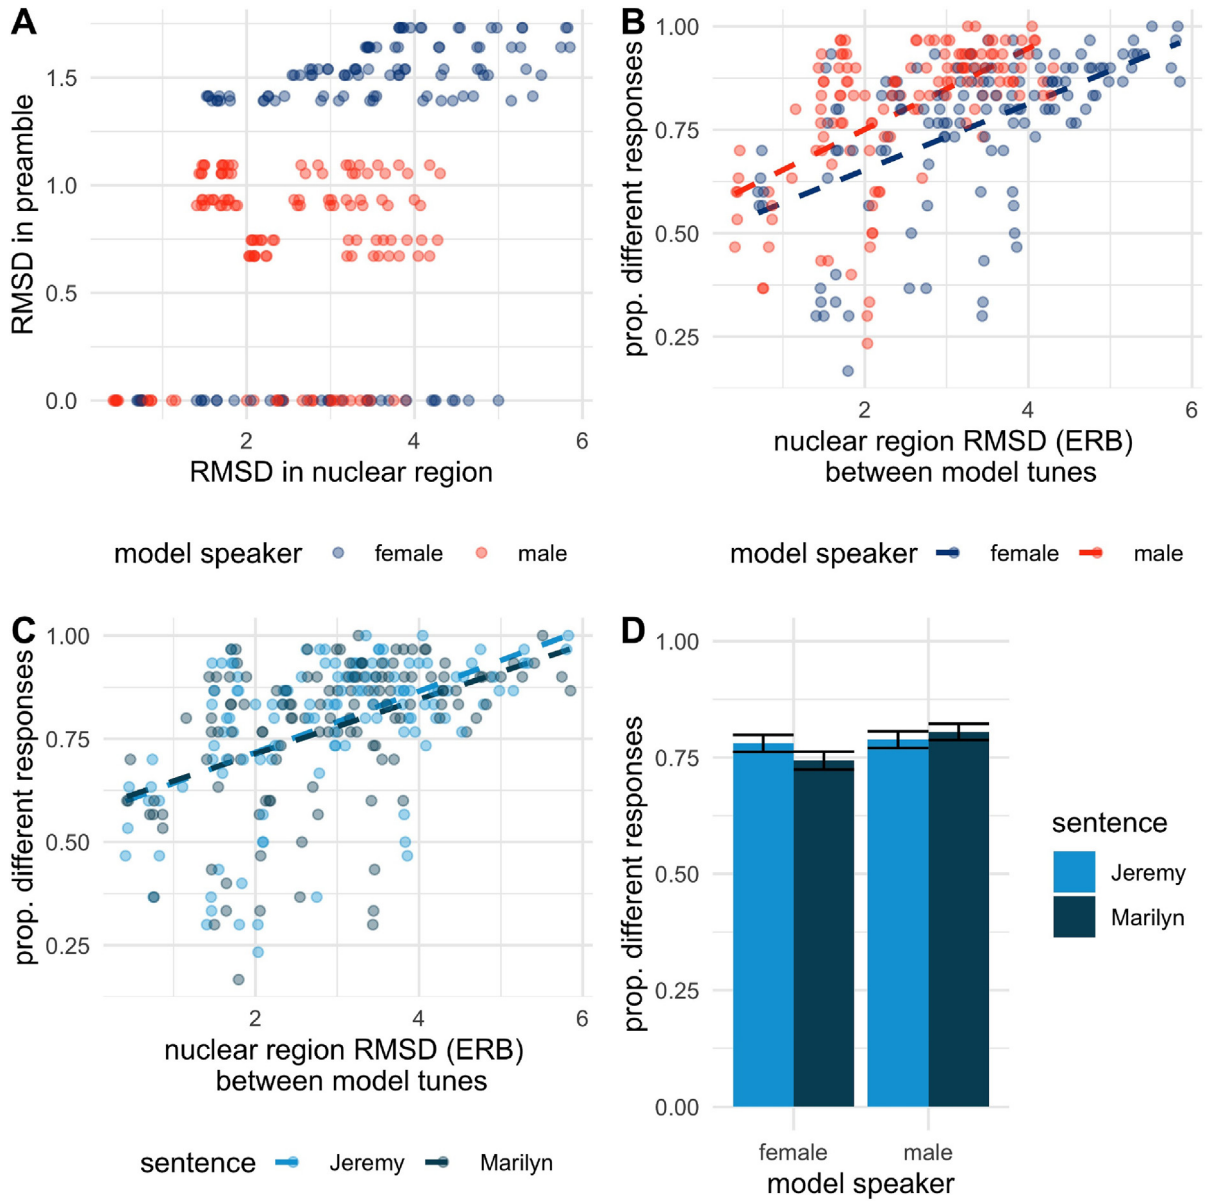 A
RMSD in preamble
1.5
1.0
0.5
0.0
2
4
6
RMSD in nuclear region
model speaker
female
male
B
prop. different responses
1.00
0.75
0.50
0.25
2
4
6
nuclear region RMSD (ERB)
between model tunes
model speaker
female
male
C
prop. different responses
1.00
0.75
0.50
0.25
2
4
6
nuclear region RMSD (ERB)
between model tunes
sentence
Jeremy
Marilyn
D
prop. different responses
1.00
0.75
0.50
0.25
0.00
female
male
model speaker
sentence
Jeremy
Marilyn